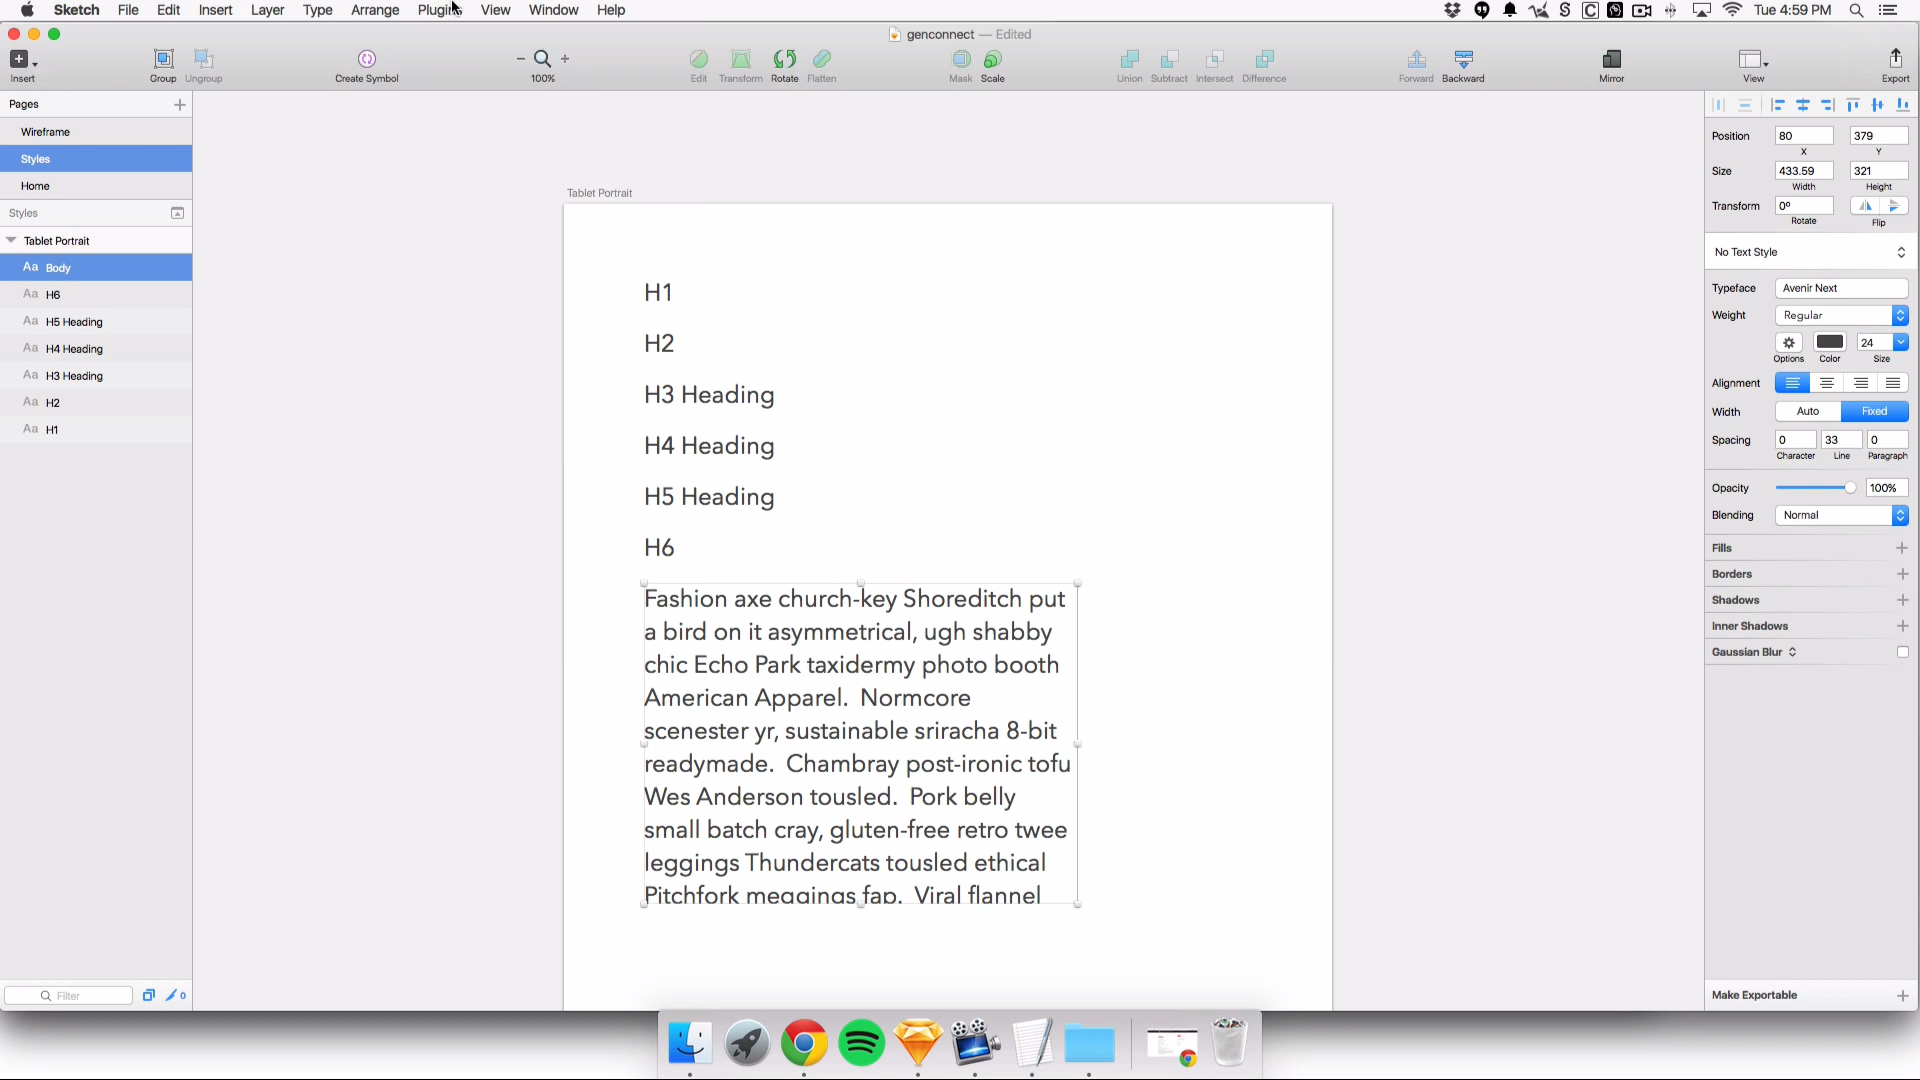 Sketch File Edit Insert Layer Type Arrange Plugins View Window Help Tue 4:59 PM
genconnect — Edited
Insert Group Ungroup Create Symbol 100% Edit Transform Rotate Flatten Mask Scale Union Subtract Intersect Difference Forward Backward Mirror View Export
Pages
Wireframe
Styles
Home
Styles
Tablet Portrait
Aa Body
Aa H6
Aa H5 Heading
Aa H4 Heading
Aa H3 Heading
Aa H2
Aa H1
Filter
0
Tablet Portrait
H1
H2
H3 Heading
H4 Heading
H5 Heading
H6
Fashion axe church-key Shoreditch put
a bird on it asymmetrical, ugh shabby
chic Echo Park taxidermy photo booth
American Apparel.  Normcore
scenester yr, sustainable sriracha 8-bit
readymade.  Chambray post-ironic tofu
Wes Anderson tousled.  Pork belly
small batch cray, gluten-free retro twee
leggings Thundercats tousled ethical
Pitchfork meggings fap.  Viral flannel
Position 80 379
X Y
Size 433.59 321
Width Height
Transform 0º
Rotate Flip
No Text Style
Typeface Avenir Next
Weight Regular
24
Options Color Size
Alignment
Width Auto Fixed
Spacing 0 33 0
Character Line Paragraph
Opacity 100%
Blending Normal
Fills
Borders
Shadows
Inner Shadows
Gaussian Blur
Make Exportable